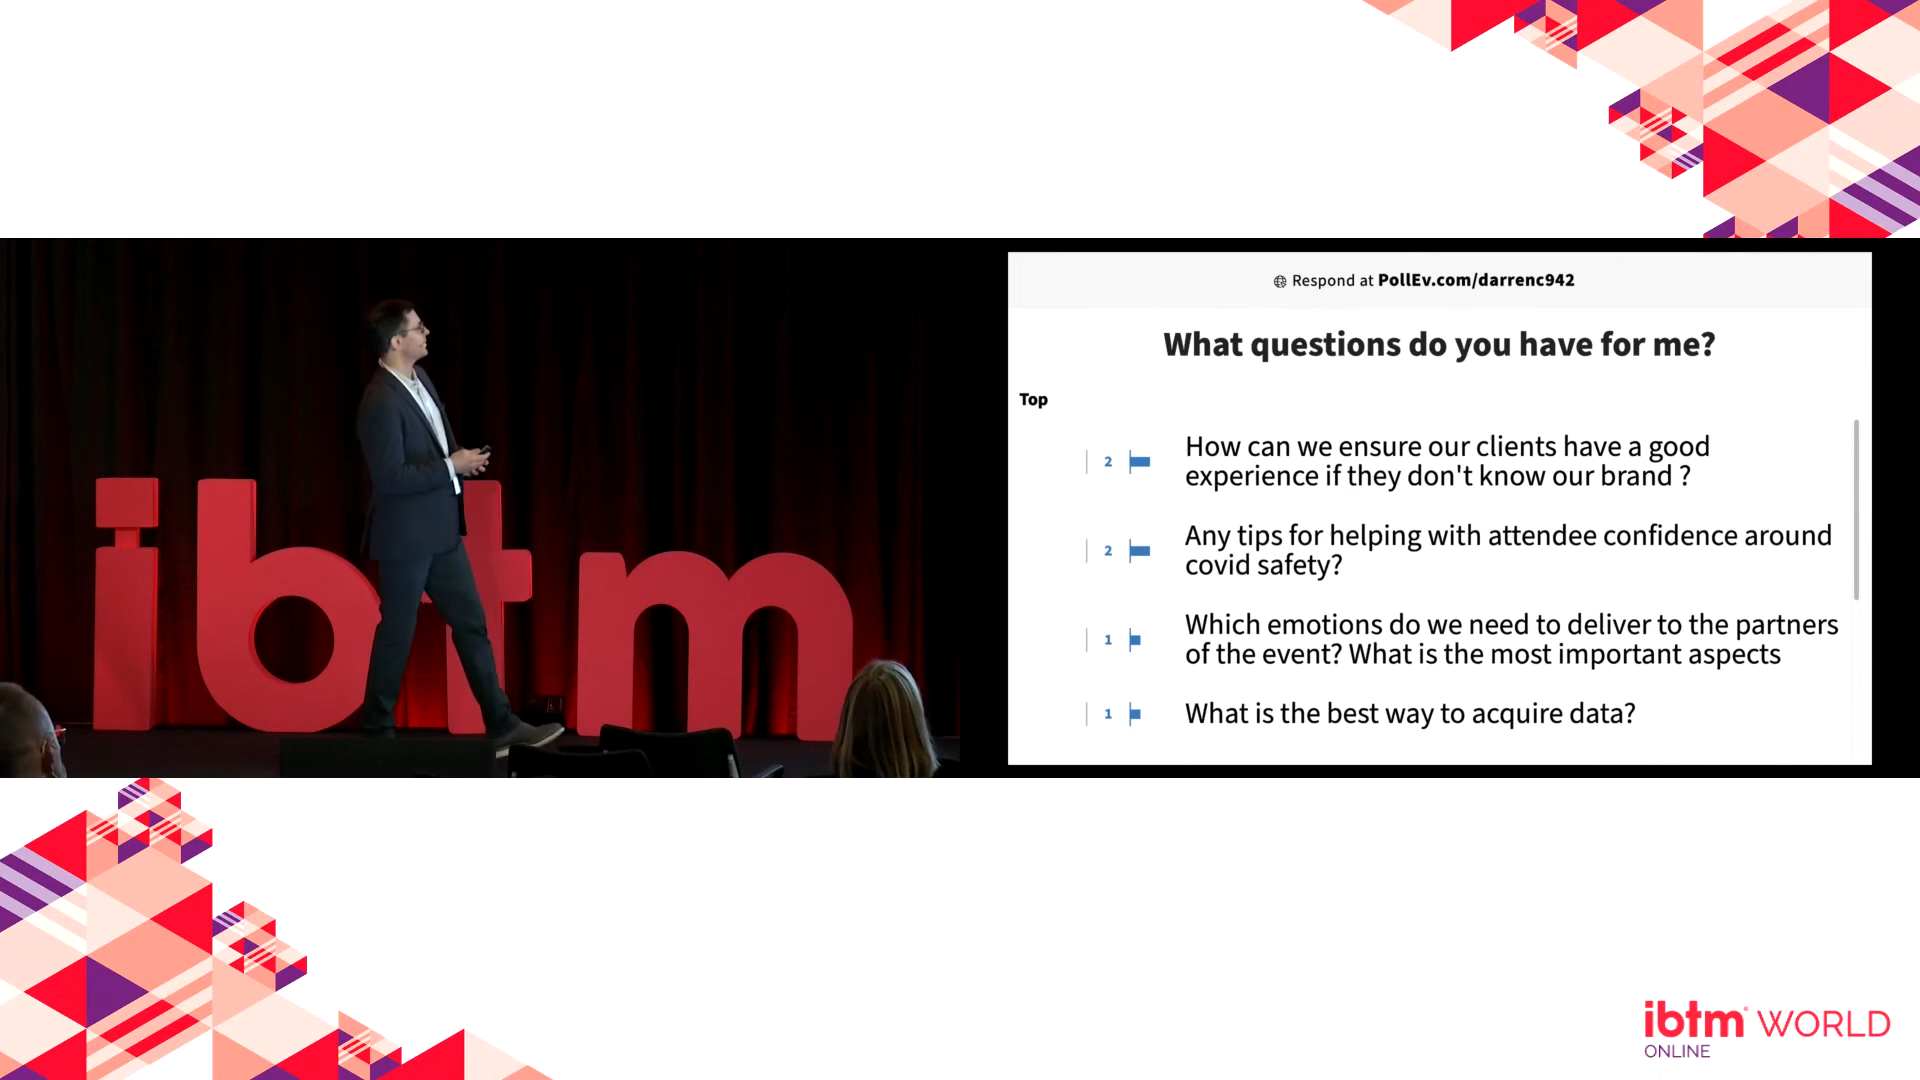 ibtm
Respond at PollEv.com/darrenc942
What questions do you have for me?
Top
2
How can we ensure our clients have a good
experience if they don't know our brand ?
2
Any tips for helping with attendee confidence around
covid safety?
1
Which emotions do we need to deliver to the partners
of the event? What is the most important aspects
1
What is the best way to acquire data?
ibtm WORLD
ONLINE